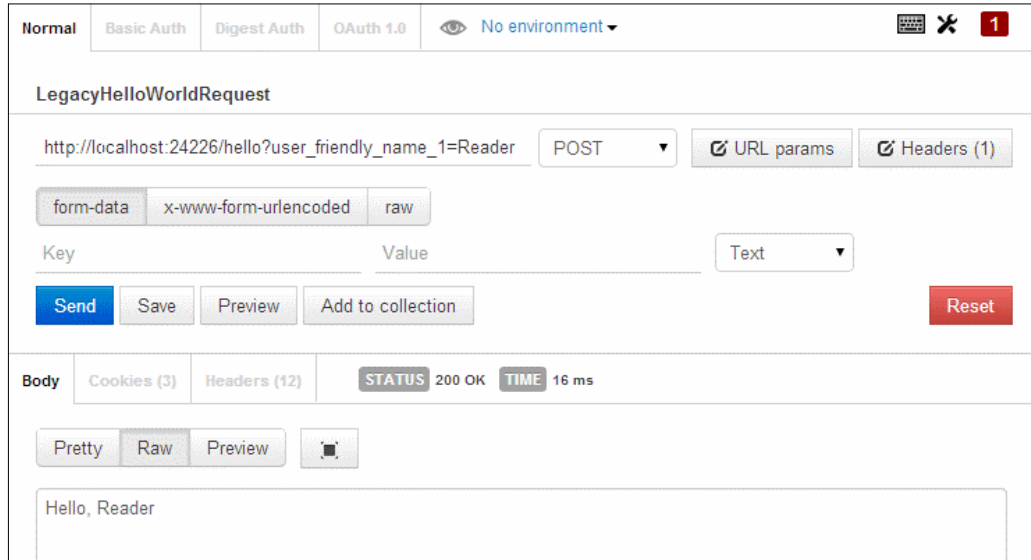 Normal Basic Auth Digest Auth OAuth 1.0 No environment 1
LegacyHelloWorldRequest
http://localhost:24226/hello?user_friendly_name_1=Reader POST URL params Headers (1)
form-data x-www-form-urlencoded raw
Key Value Text
Send Save Preview Add to collection Reset
Body Cookies (3) Headers (12) STATUS 200 OK TIME 16 ms
Pretty Raw Preview
Hello, Reader